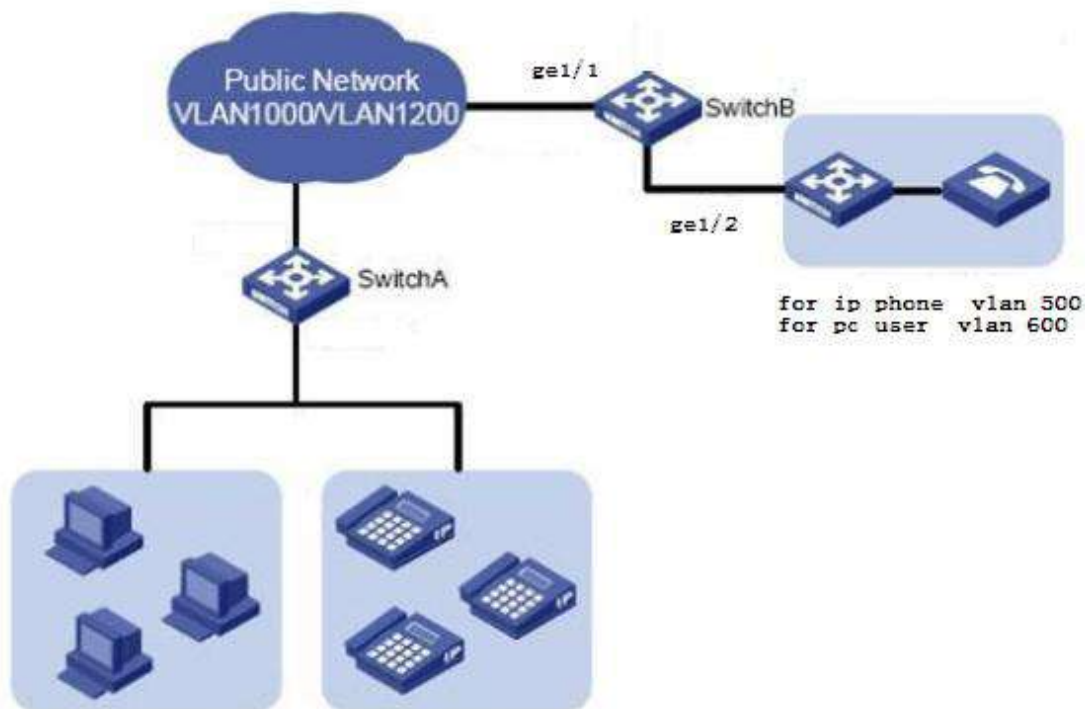 Public Network
VLAN1000/VLAN1200
ge1/1
SwitchB
ge1/2
SwitchA
for ip phone vlan 500
for pc user vlan 600